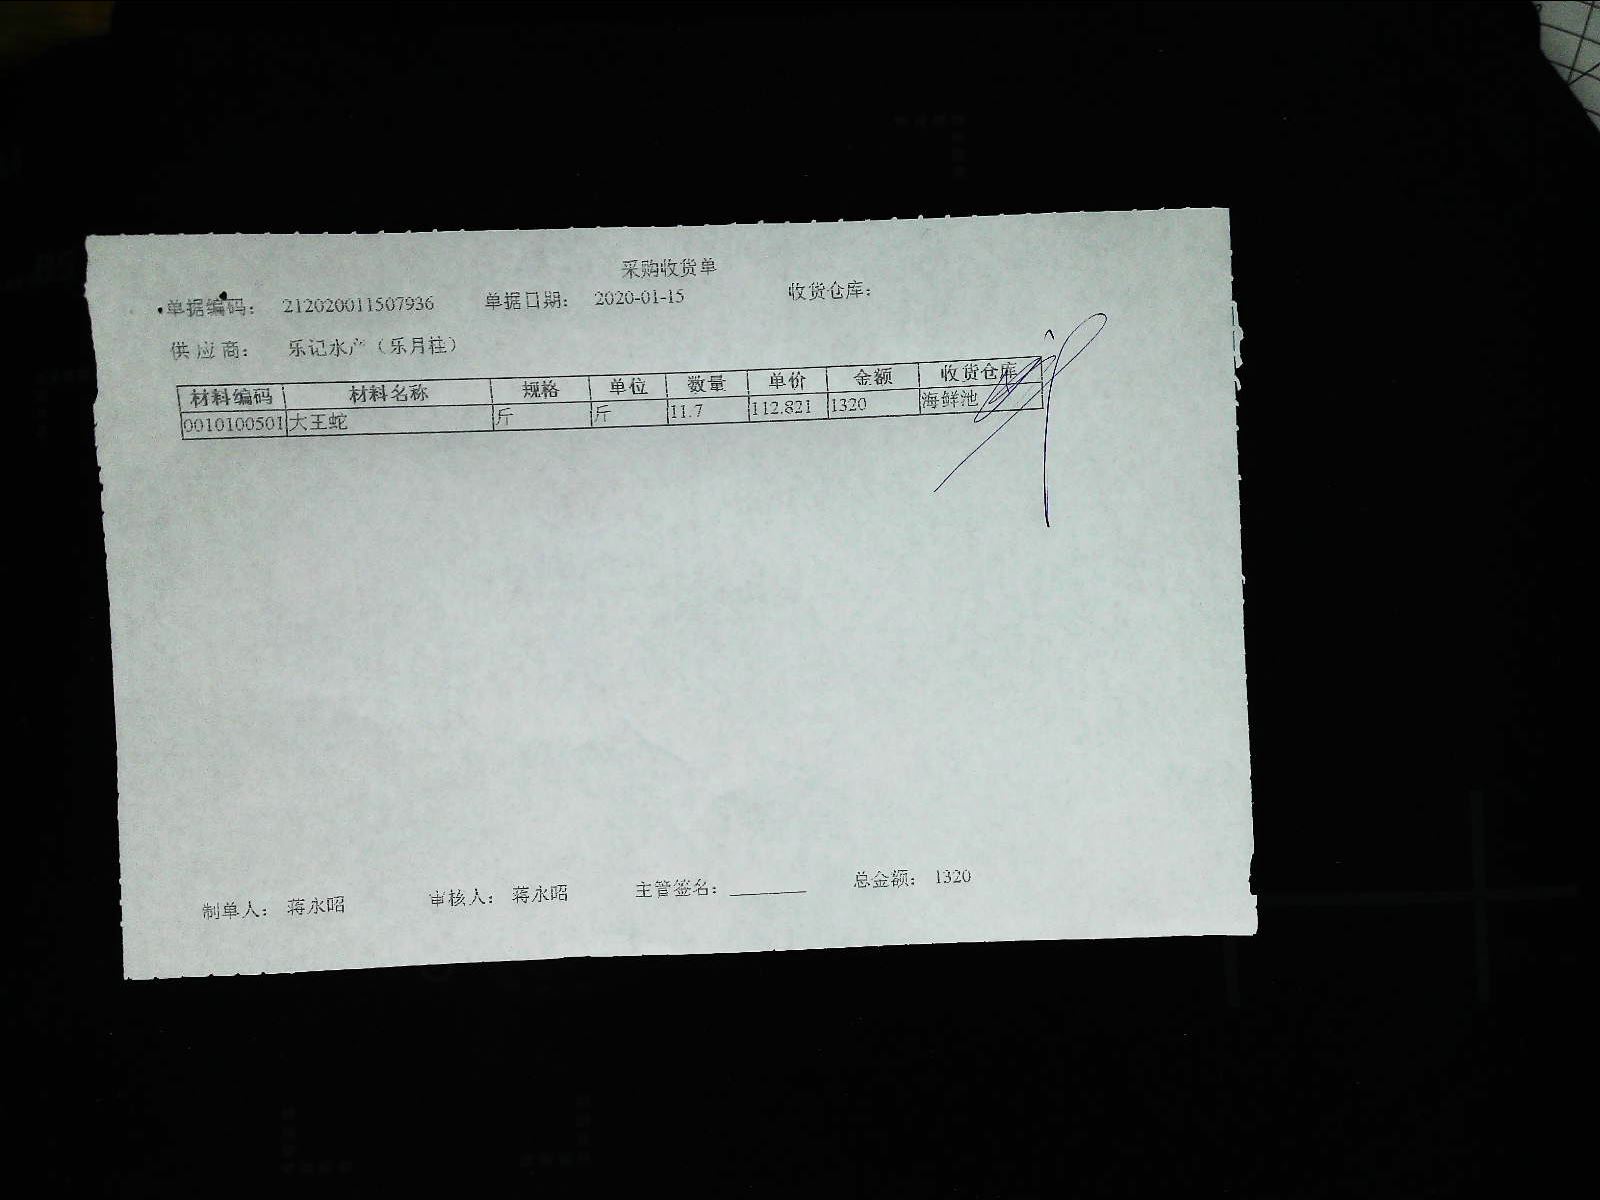 采购收货单
单据编码： 212020011507936 单据日期： 2020-01-15 收货仓库：
供应商： 乐记水产（乐月柱）
材料编码 材料名称 规格 单位 数量 单价 金额 收货仓库
0010100501 大王蛇 斤 斤 11.7 112.821 1320 海鲜池
制单人： 蒋永昭 审核人： 蒋永昭 主管签名： 总金额： 1320